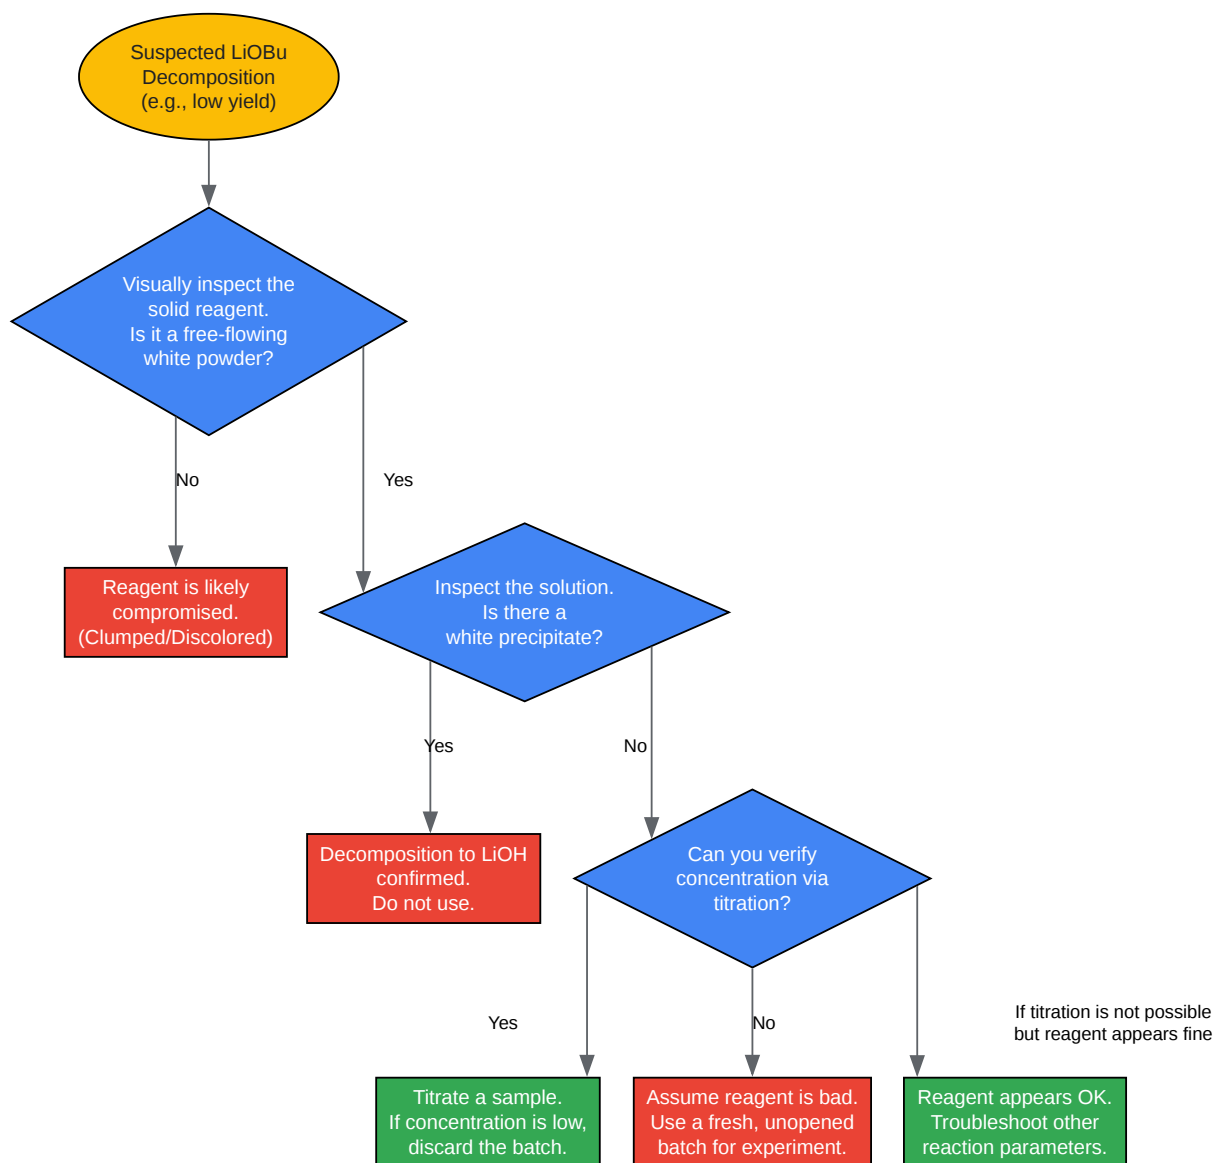 Suspected LiOBu
Decomposition
(e.g., low yield)
Visually inspect the
solid reagent.
Is it a free-flowing
white powder?
No
Yes
Reagent is likely
compromised.
(Clumped/Discolored)
Inspect the solution.
Is there a
white precipitate?
Yes
No
Decomposition to LiOH
confirmed.
Do not use.
Can you verify
concentration via
titration?
Yes
No
If titration is not possible
but reagent appears fine
Titrate a sample.
If concentration is low,
discard the batch.
Assume reagent is bad.
Use a fresh, unopened
batch for experiment.
Reagent appears OK.
Troubleshoot other
reaction parameters.